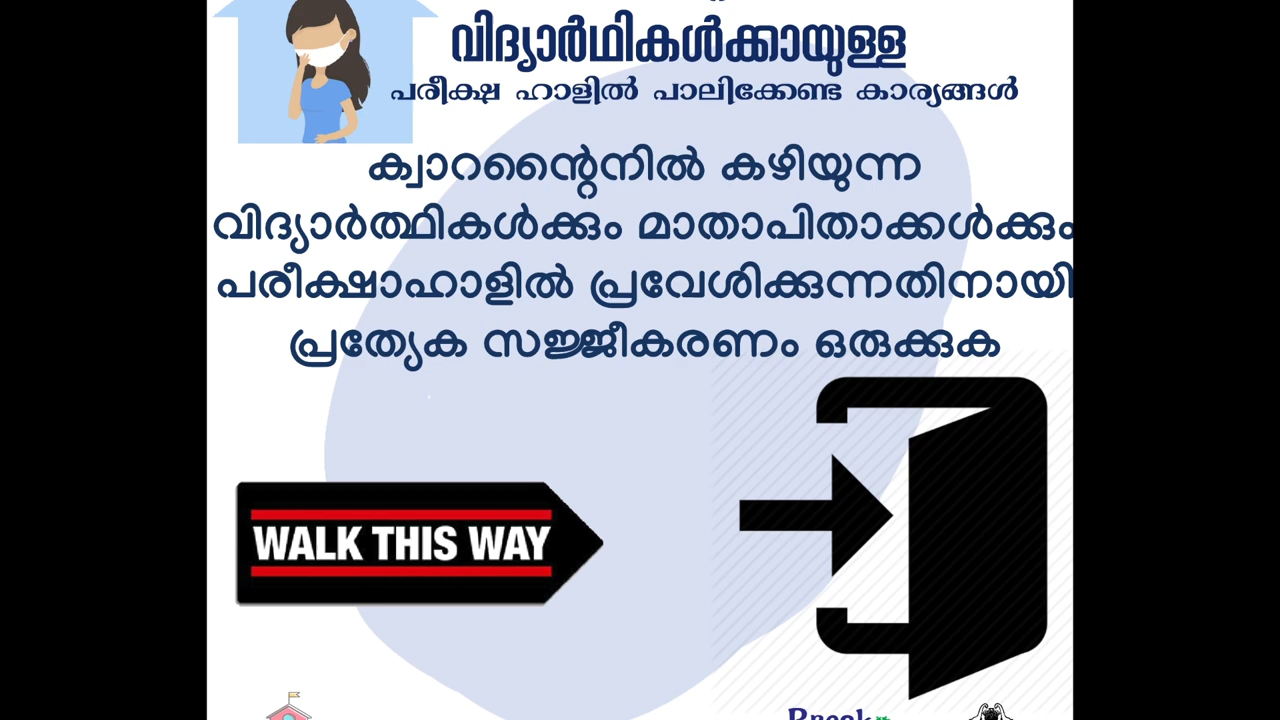 വിദ്യാർഥികൾക്കായുള്ള
പരീക്ഷ ഹാളിൽ പാലിക്കേണ്ട കാര്യങ്ങൾ
ക്വാറന്റൈനിൽ കഴിയുന്ന
വിദ്യാർത്ഥികൾക്കും മാതാപിതാക്കൾക്കും
പരീക്ഷാഹാളിൽ പ്രവേശിക്കുന്നതിനായി
പ്രത്യേക സജ്ജീകരണം ഒരുക്കുക
WALK THIS WAY